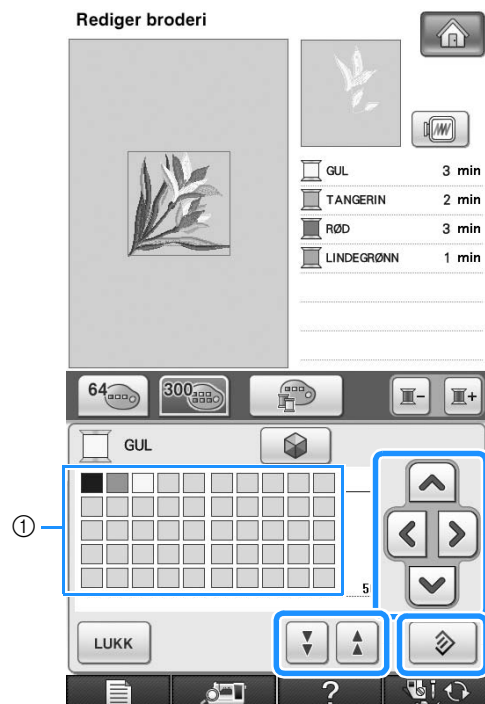 Rediger broderi
GUL 3 min
TANGERIN 2 min
RØD 3 min
LINDEGRØNN 1 min
64 300
GUL
①
5
LUKK
?